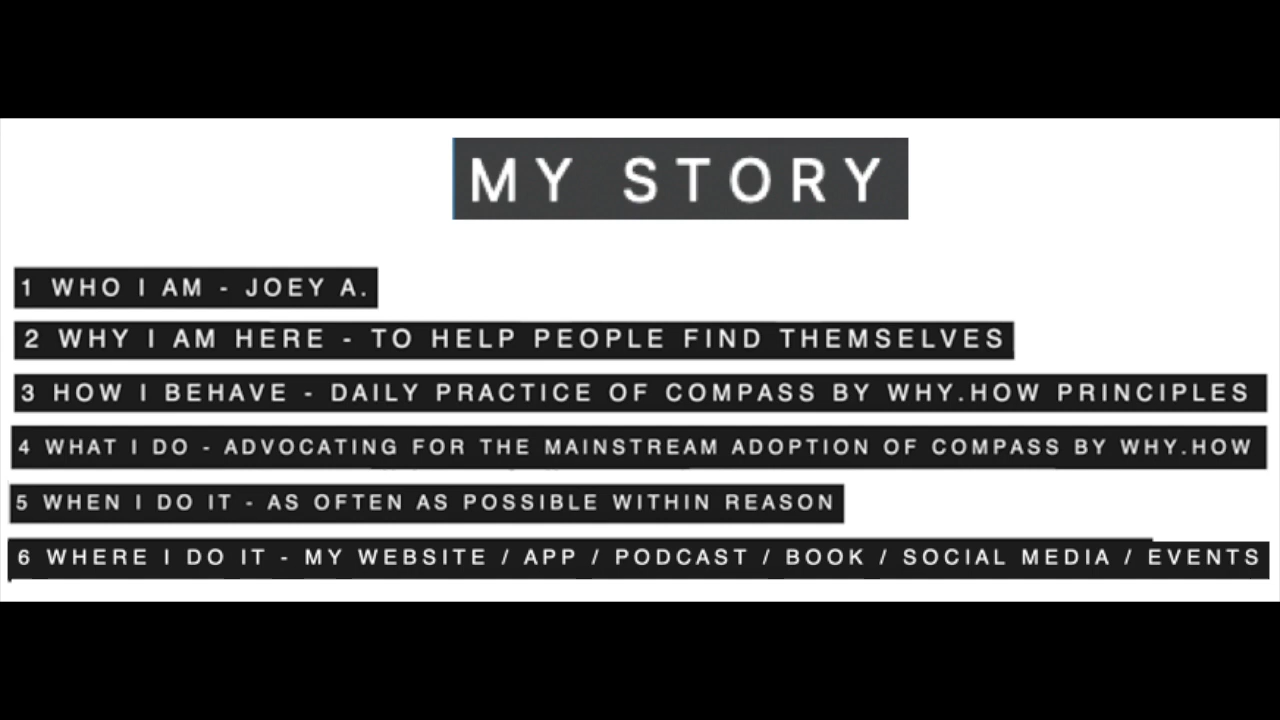 MY STORY
1 WHO I AM - JOEY A.
2 WHY I AM HERE - TO HELP PEOPLE FIND THEMSELVES
3 HOW I BEHAVE - DAILY PRACTICE OF COMPASS BY WHY.HOW PRINCIPLES
4 WHAT I DO - ADVOCATING FOR THE MAINSTREAM ADOPTION OF COMPASS BY WHY.HOW
5 WHEN I DO IT - AS OFTEN AS POSSIBLE WITHIN REASON
6 WHERE I DO IT - MY WEBSITE / APP / PODCAST / BOOK / SOCIAL MEDIA / EVENTS